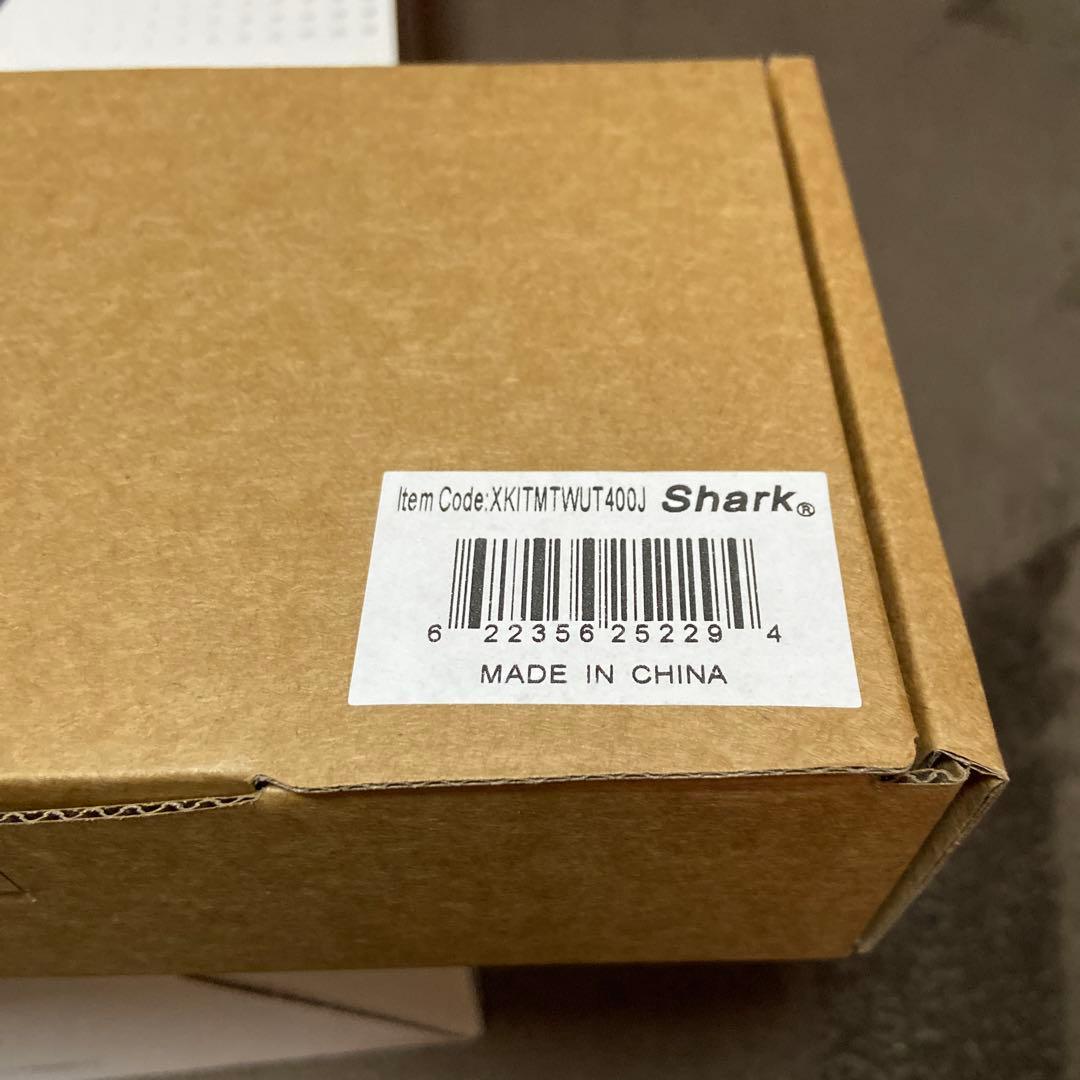 Item Code:XKITMTWUT400J Shark®
6 22356 25229 4
MADE IN CHINA